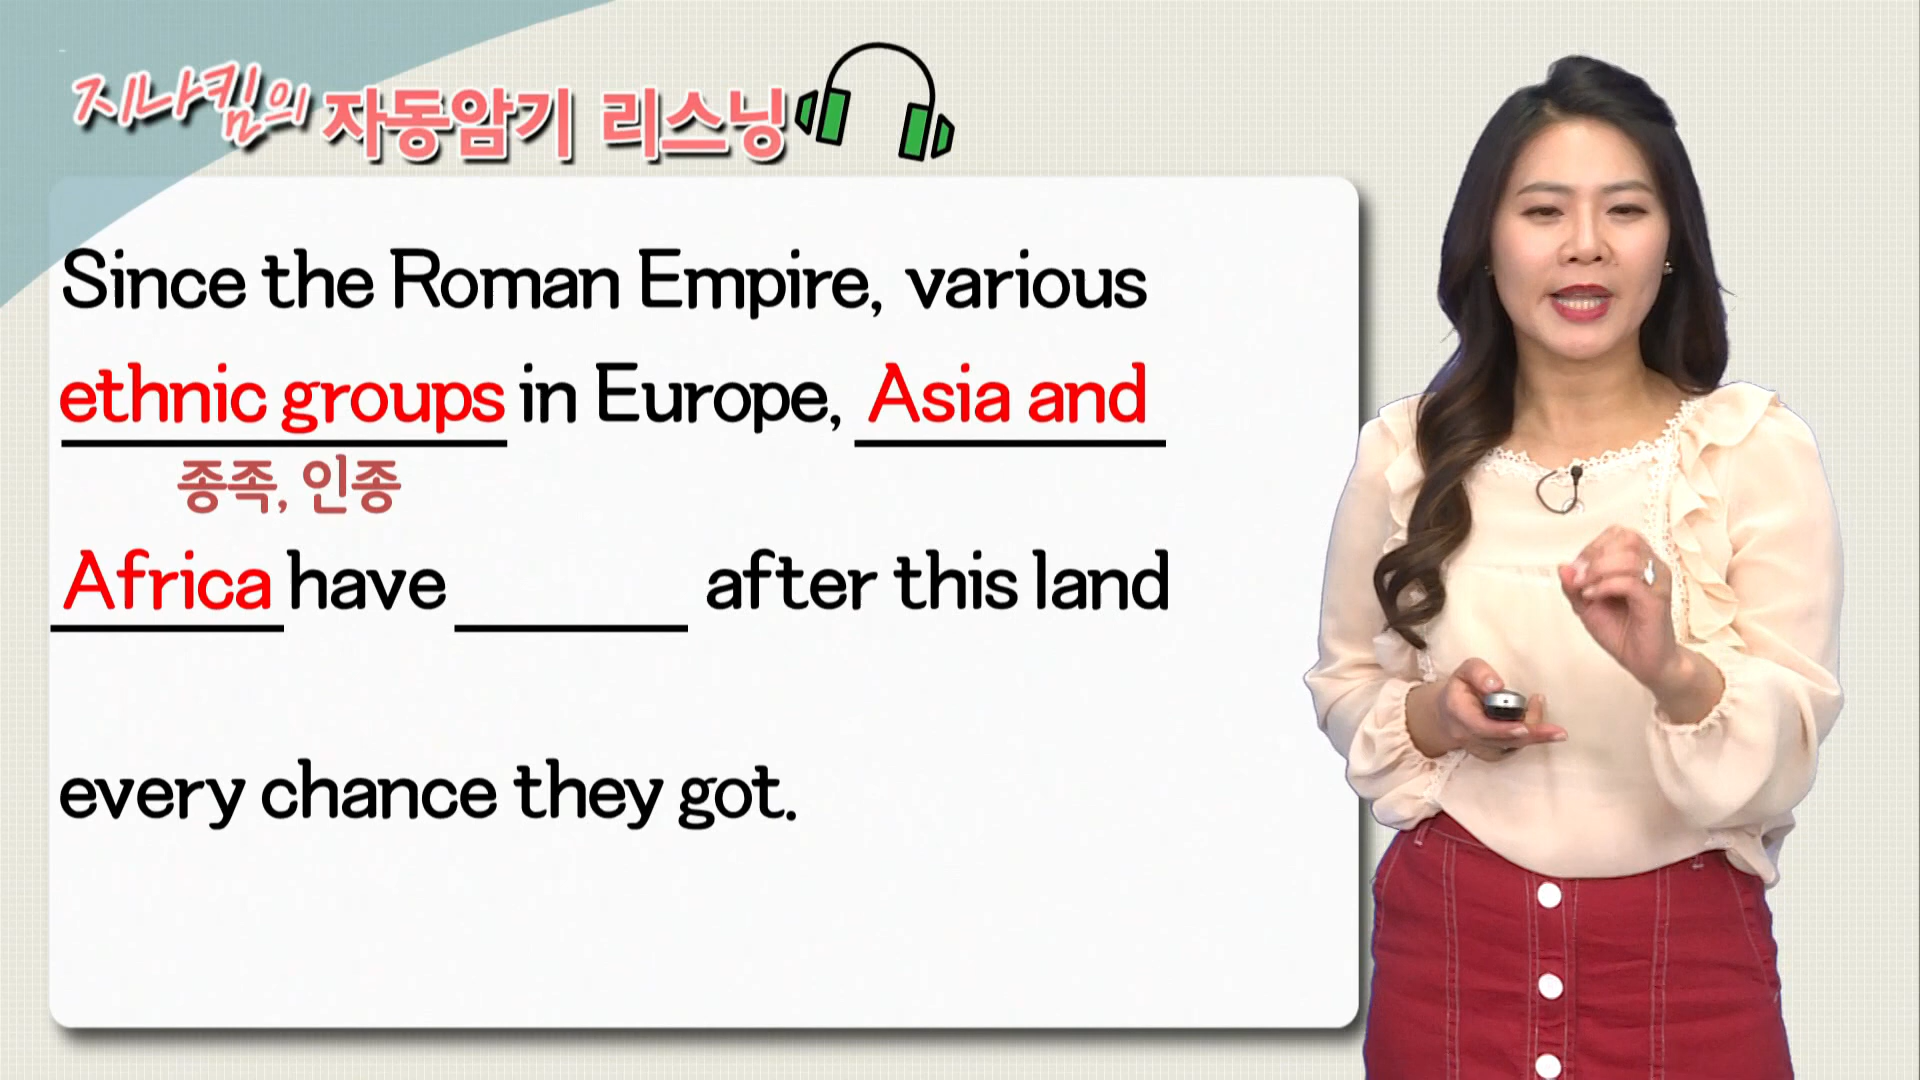 지나킴의 자동암기 리스닝
Since the Roman Empire, various
ethnic groups in Europe, Asia and
종족, 인종
Africa have after this land
every chance they got.